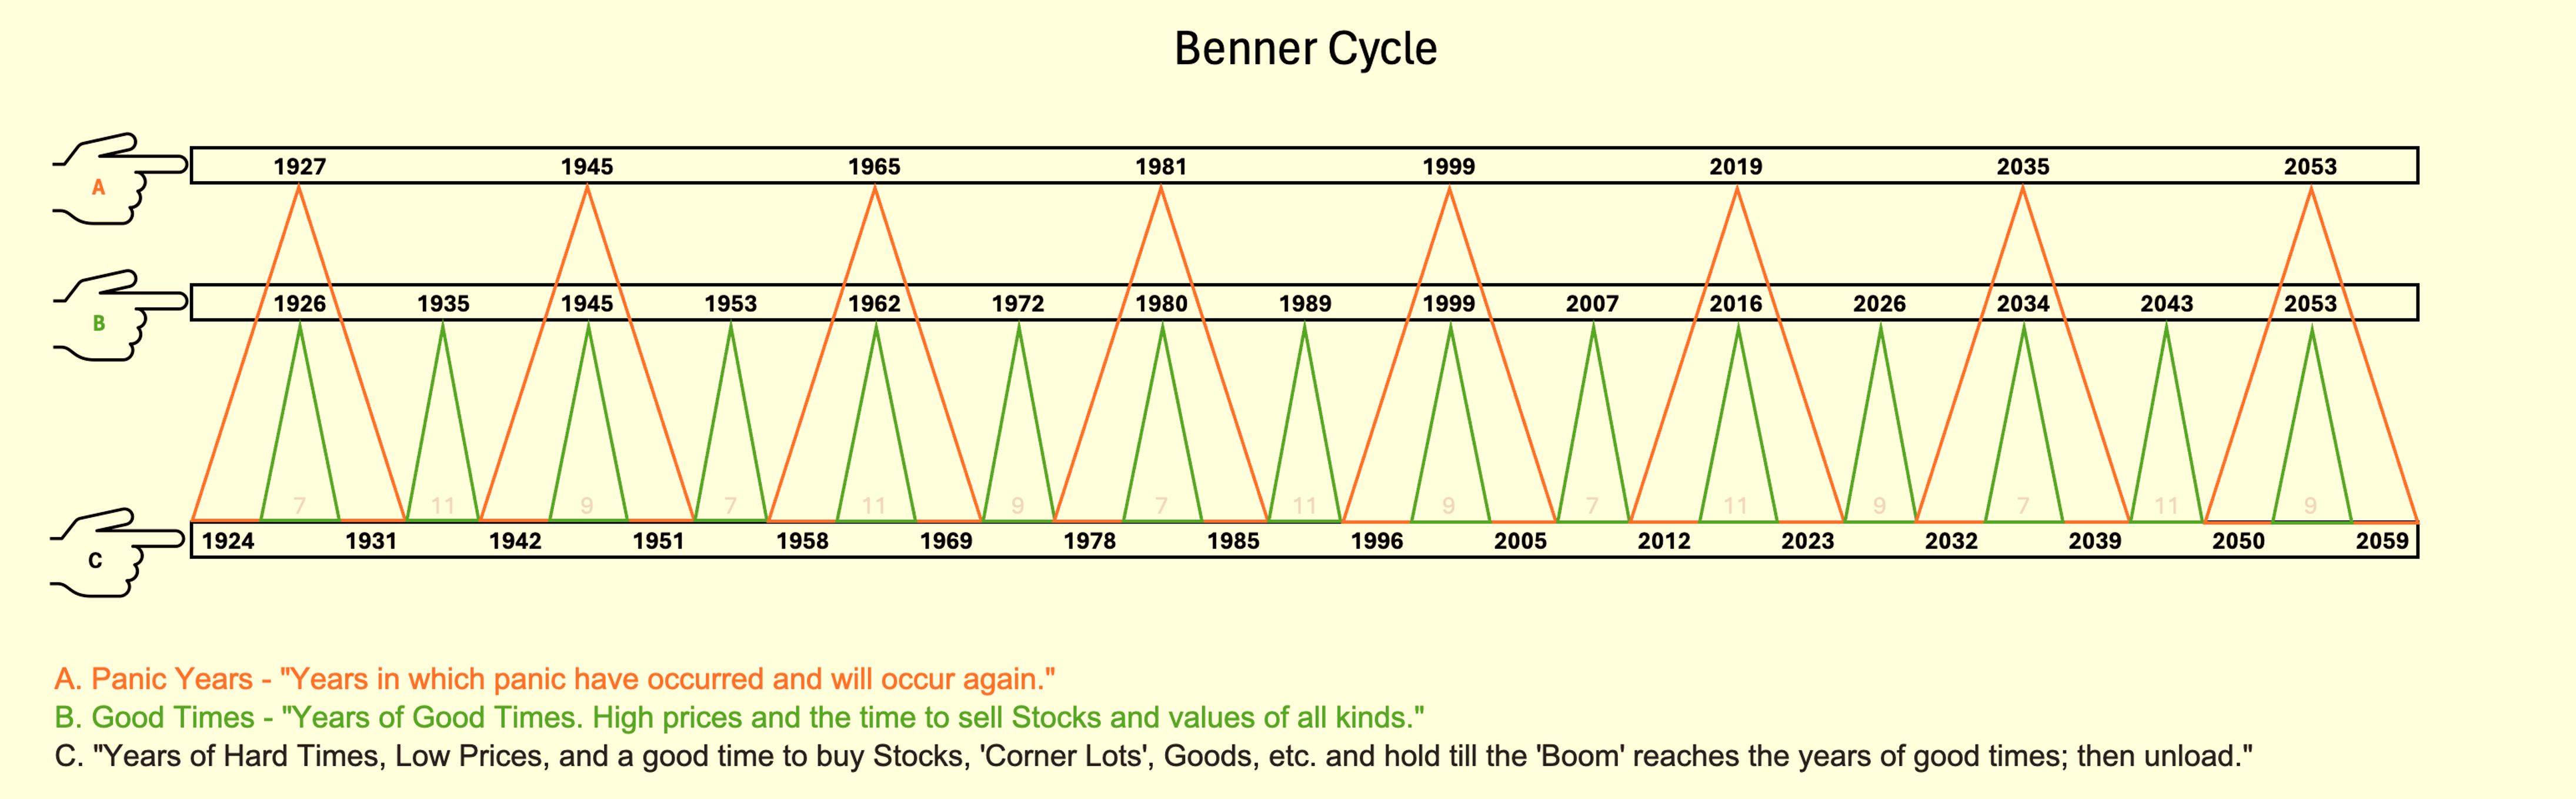 Benner Cycle
A 1927 1945 1965 1981 1999 2019 2035 2053
B 1926 1935 1945 1953 1962 1972 1980 1989 1999 2007 2016 2026 2034 2043 2053
7 11 9 7 11 9 7 11 9 7 11 9 7 11 9
C 1924 1931 1942 1951 1958 1969 1978 1985 1996 2005 2012 2023 2032 2039 2050 2059
A. Panic Years - "Years in which panic have occurred and will occur again."
B. Good Times - "Years of Good Times. High prices and the time to sell Stocks and values of all kinds."
C. "Years of Hard Times, Low Prices, and a good time to buy Stocks, 'Corner Lots', Goods, etc. and hold till the 'Boom' reaches the years of good times; then unload."